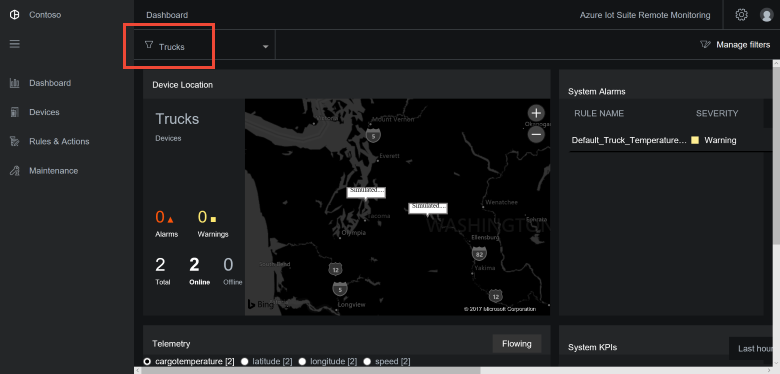 Contoso
Dashboard
Azure Iot Suite Remote Monitoring
Trucks
Manage filters
Dashboard
Devices
Rules & Actions
Maintenance
Device Location
Trucks
Devices
0
0
Alarms
Warnings
2
2
0
Total
Online
Offline
Mount Vernon
5
Everett
Simulated...
Simulated...
Tacoma
Olympia
WASHINGTON
Wenatchee
Ephrata
Ellensburg
82
Yakima
12
5
12
Longview
Bing
© 2017 Microsoft Corporation
System Alarms
RULE NAME
SEVERITY
Default_Truck_Temperature...
Warning
Telemetry
Flowing
cargotemperature [2]
latitude [2]
longitude [2]
speed [2]
System KPIs
Last hour